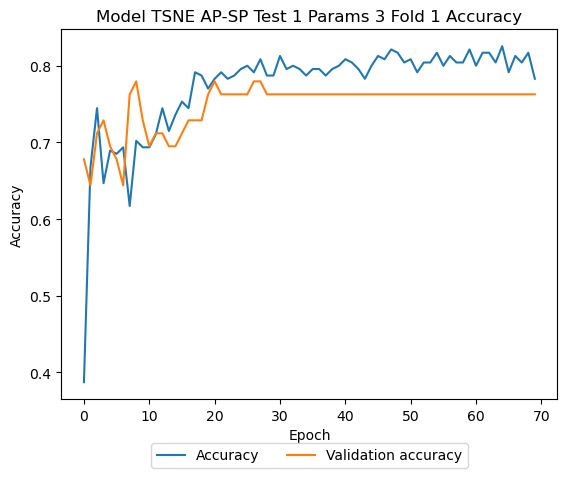 Model TSNE AP-SP Test 1 Params 3 Fold 1 Accuracy
0.8
0.7
0.6
0.5
0.4
Accuracy
0 10 20 30 40 50 60 70
Epoch
Accuracy Validation accuracy